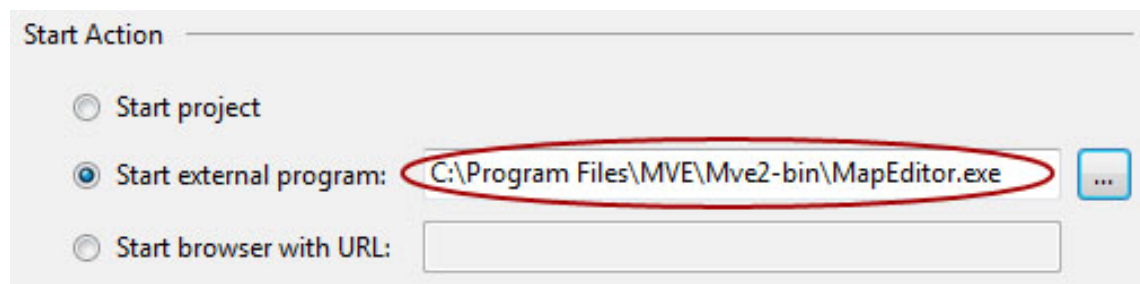 Start Action
Start project
Start external program: C:\Program Files\MVE\Mve2-bin\MapEditor.exe ...
Start browser with URL: